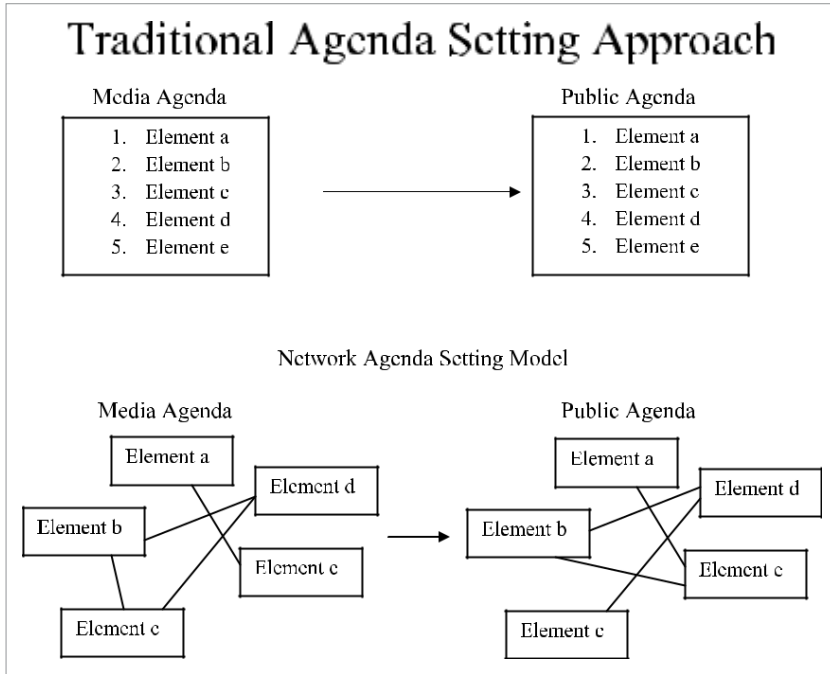 Traditional Agenda Setting Approach
Media Agenda
Public Agenda
1. Element a
2. Element b
3. Element c
4. Element d
5. Element e
1. Element a
2. Element b
3. Element c
4. Element d
5. Element e
Network Agenda Setting Model
Media Agenda
Public Agenda
Element a
Element d
Element b
Element
Element
Element a
Element d
Element b
Element
Element